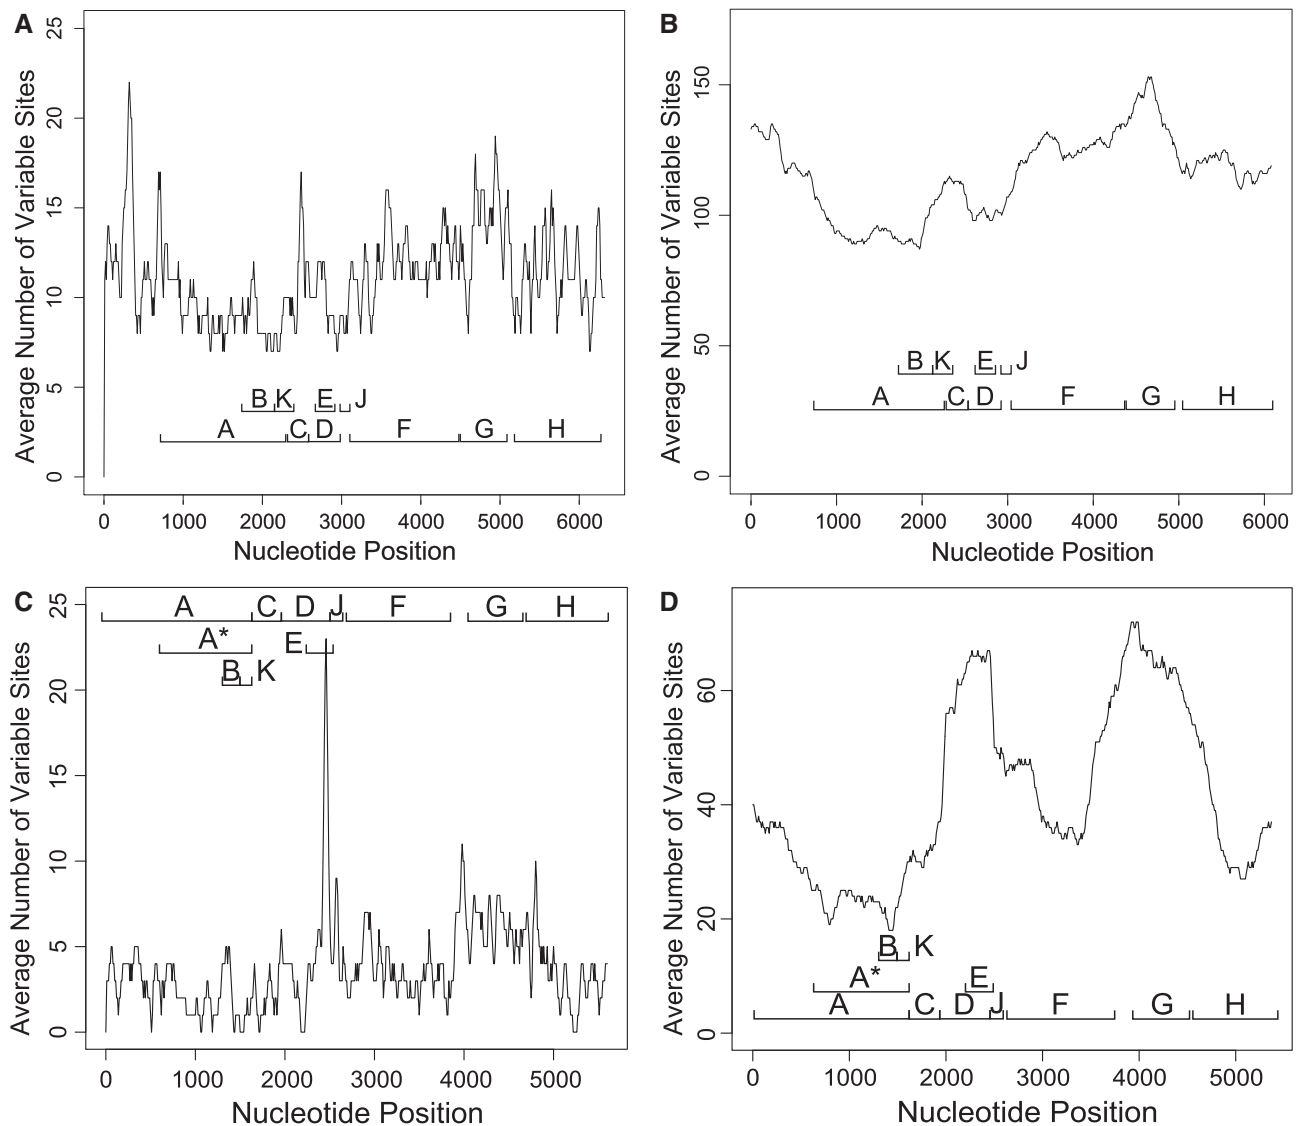 A
Average Number of Variable Sites
25
20
15
10
5
0
B K E J
A C D F G H
0 1000 2000 3000 4000 5000 6000
Nucleotide Position
B
Average Number of Variable Sites
150
100
50
0
B K E J
A C D F G H
0 1000 2000 3000 4000 5000 6000
Nucleotide Position
C
Average Number of Variable Sites
25
20
15
10
5
0
A C D J F G H
A* E
B K
0 1000 2000 3000 4000 5000
Nucleotide Position
D
Average Number of Variable Sites
60
40
20
0
B K
A* E
A C D J F G H
0 1000 2000 3000 4000 5000
Nucleotide Position